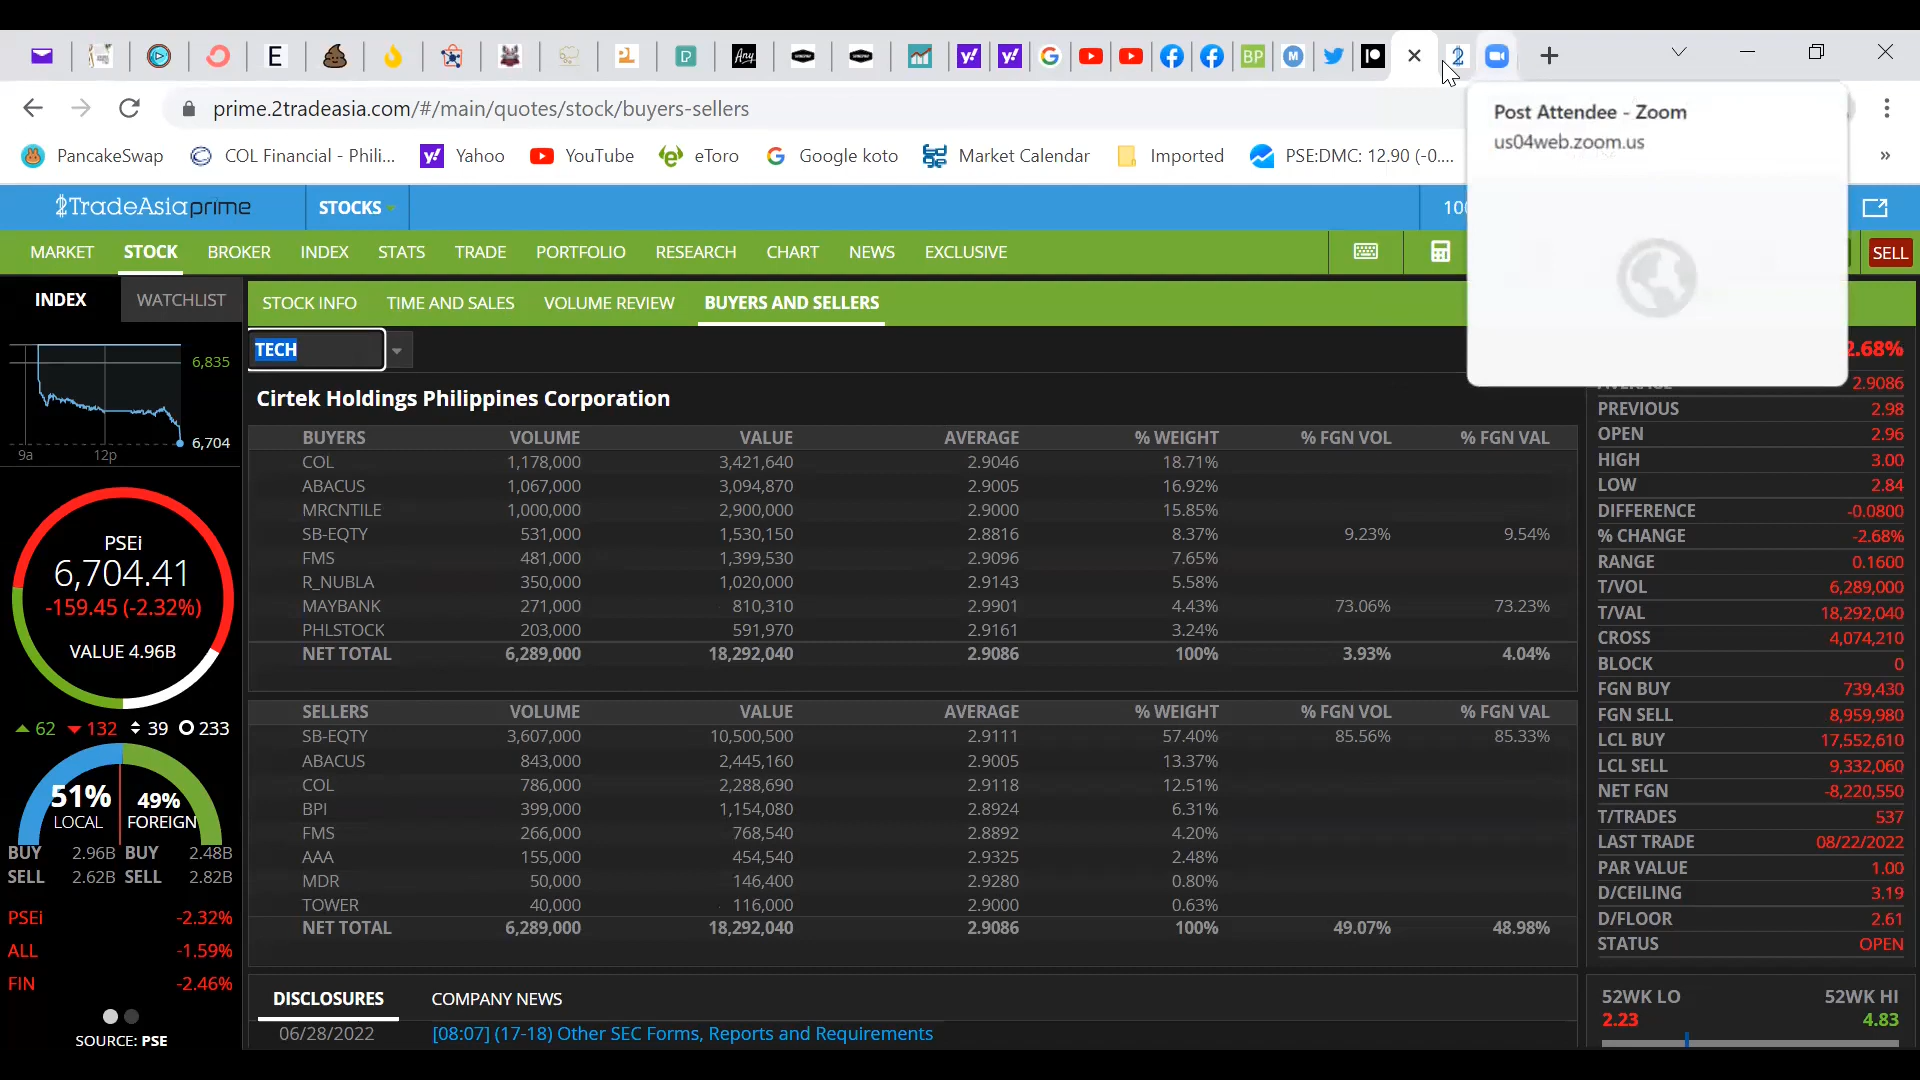 E
Any
y!
y!
BP
M
2
prime.2tradeasia.com/#/main/quotes/stock/buyers-sellers
Post Attendee - Zoom
us04web.zoom.us
PancakeSwap COL Financial - Phili... Yahoo YouTube eToro Google koto Market Calendar Imported PSE:DMC: 12.90 (-0.... »
2TradeAsiaprime STOCKS
MARKET STOCK BROKER INDEX STATS TRADE PORTFOLIO RESEARCH CHART NEWS EXCLUSIVE SELL
INDEX WATCHLIST
STOCK INFO TIME AND SALES VOLUME REVIEW BUYERS AND SELLERS
TECH
6,835
6,704
9a 12p
PSEi
6,704.41
-159.45 (-2.32%)
VALUE 4.96B
62 132 39 233
51% LOCAL 49% FOREIGN
BUY 2.96B BUY 2.48B
SELL 2.62B SELL 2.82B
PSEi -2.32%
ALL -1.59%
FIN -2.46%
SOURCE: PSE
Cirtek Holdings Philippines Corporation
BUYERS VOLUME VALUE AVERAGE % WEIGHT % FGN VOL % FGN VAL
COL 1,178,000 3,421,640 2.9046 18.71%
ABACUS 1,067,000 3,094,870 2.9005 16.92%
MRCNTILE 1,000,000 2,900,000 2.9000 15.85%
SB-EQTY 531,000 1,530,150 2.8816 8.37% 9.23% 9.54%
FMS 481,000 1,399,530 2.9096 7.65%
R_NUBLA 350,000 1,020,000 2.9143 5.58%
MAYBANK 271,000 810,310 2.9901 4.43% 73.06% 73.23%
PHLSTOCK 203,000 591,970 2.9161 3.24%
NET TOTAL 6,289,000 18,292,040 2.9086 100% 3.93% 4.04%
SELLERS VOLUME VALUE AVERAGE % WEIGHT % FGN VOL % FGN VAL
SB-EQTY 3,607,000 10,500,500 2.9111 57.40% 85.56% 85.33%
ABACUS 843,000 2,445,160 2.9005 13.37%
COL 786,000 2,288,690 2.9118 12.51%
BPI 399,000 1,154,080 2.8924 6.31%
FMS 266,000 768,540 2.8892 4.20%
AAA 155,000 454,540 2.9325 2.48%
MDR 50,000 146,400 2.9280 0.80%
TOWER 40,000 116,000 2.9000 0.63%
NET TOTAL 6,289,000 18,292,040 2.9086 100% 49.07% 48.98%
DISCLOSURES COMPANY NEWS
06/28/2022 [08:07] (17-18) Other SEC Forms, Reports and Requirements
2.68%
2.9086
PREVIOUS 2.98
OPEN 2.96
HIGH 3.00
LOW 2.84
DIFFERENCE -0.0800
% CHANGE -2.68%
RANGE 0.1600
T/VOL 6,289,000
T/VAL 18,292,040
CROSS 4,074,210
BLOCK 0
FGN BUY 739,430
FGN SELL 8,959,980
LCL BUY 17,552,610
LCL SELL 9,332,060
NET FGN -8,220,550
T/TRADES 537
LAST TRADE 08/22/2022
PAR VALUE 1.00
D/CEILING 3.19
D/FLOOR 2.61
STATUS OPEN
52WK LO 52WK HI
2.23 4.83